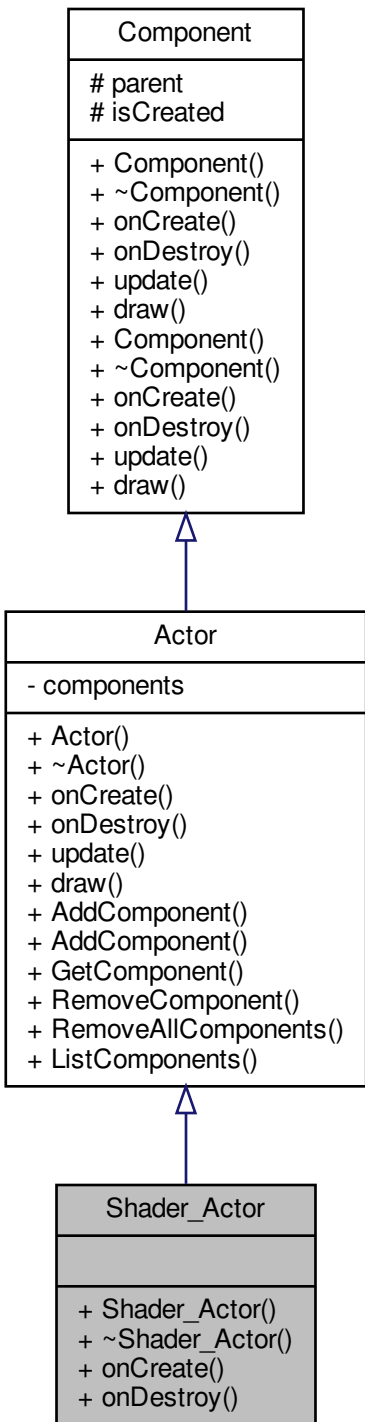 Component
# parent
# isCreated
+ Component()
+ ~Component()
+ onCreate()
+ onDestroy()
+ update()
+ draw()
+ Component()
+ ~Component()
+ onCreate()
+ onDestroy()
+ update()
+ draw()
Actor
- components
+ Actor()
+ ~Actor()
+ onCreate()
+ onDestroy()
+ update()
+ draw()
+ AddComponent()
+ AddComponent()
+ GetComponent()
+ RemoveComponent()
+ RemoveAllComponents()
+ ListComponents()
Shader_Actor
+ Shader_Actor()
+ ~Shader_Actor()
+ onCreate()
+ onDestroy()